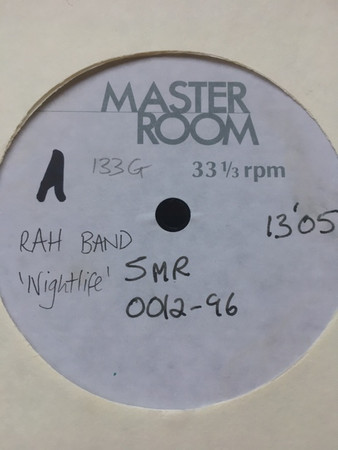 MASTER
ROOM
A 133G 33 1/3 rpm
13'05
RAH BAND
'Nightlife' SMR
0012-96